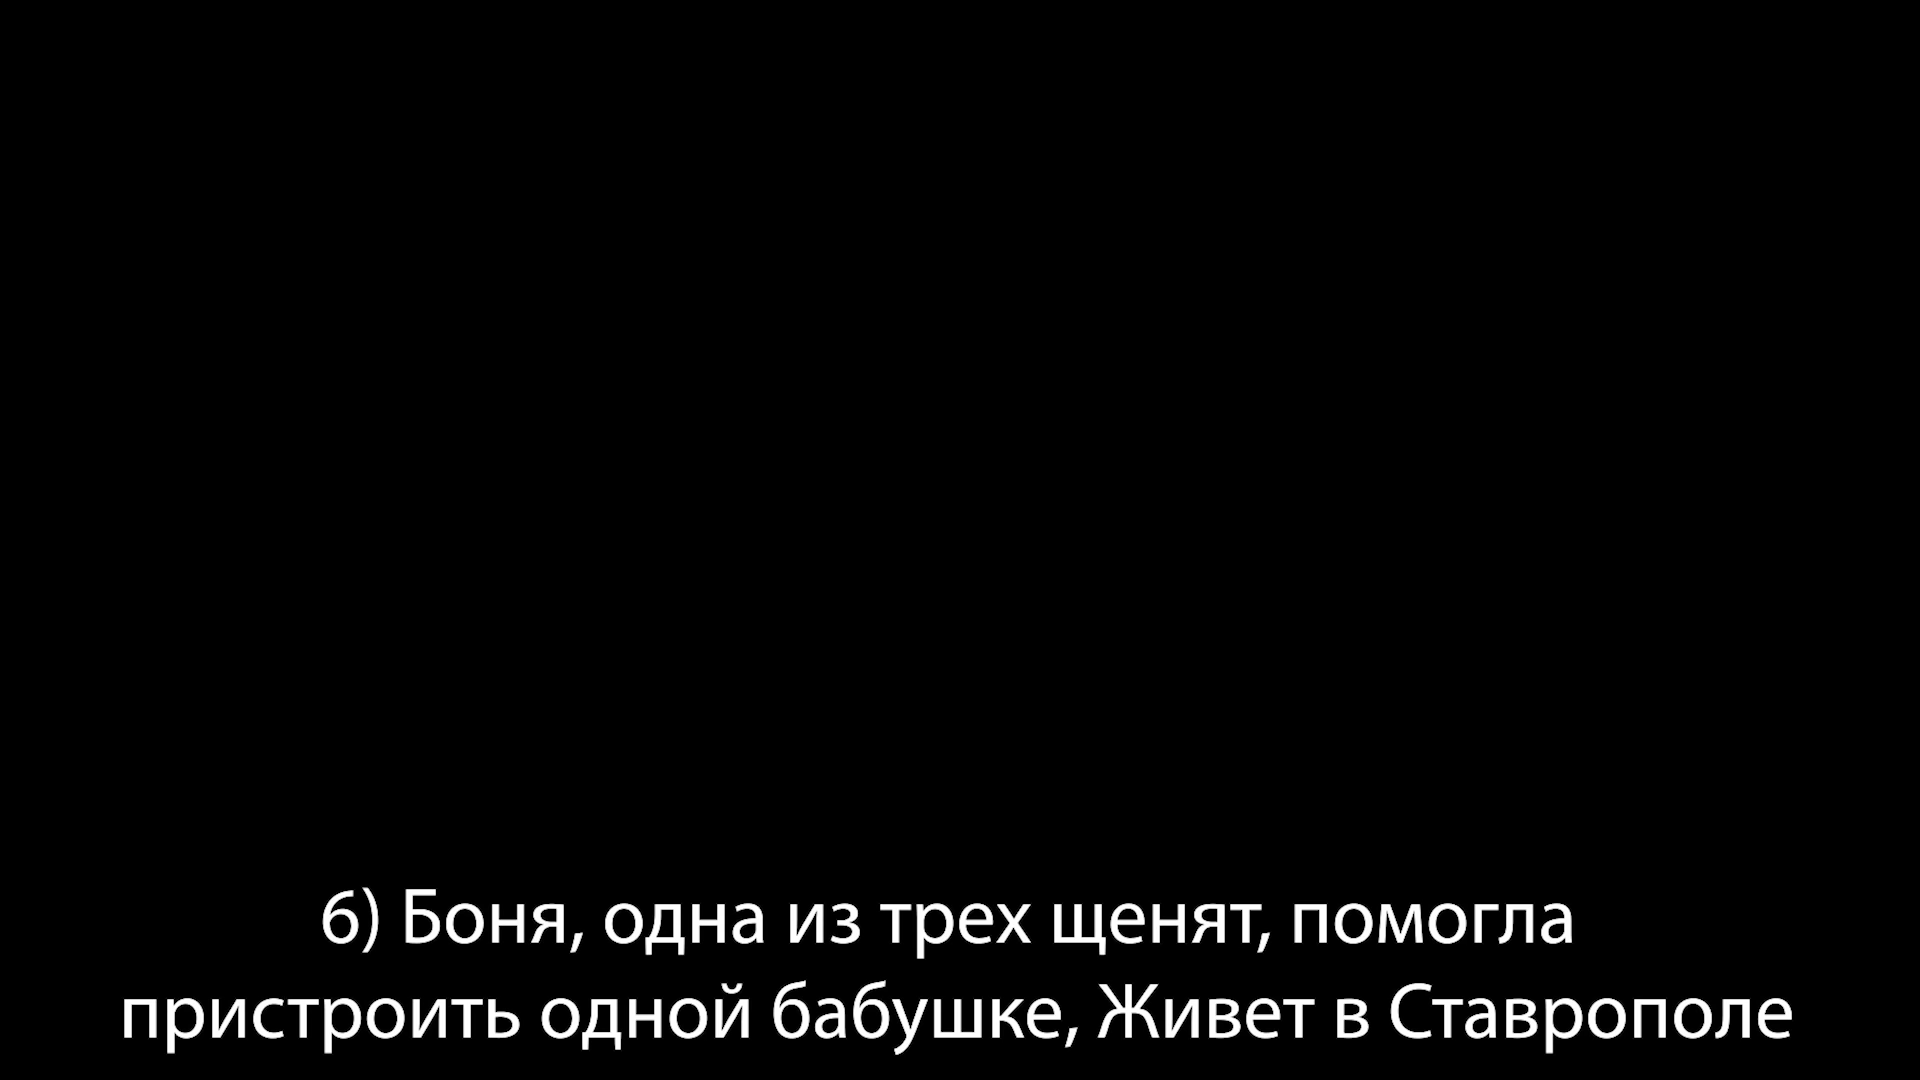 6) Боня, одна из трех щенят, помогла
пристроить одной бабушке, Живет в Ставрополе